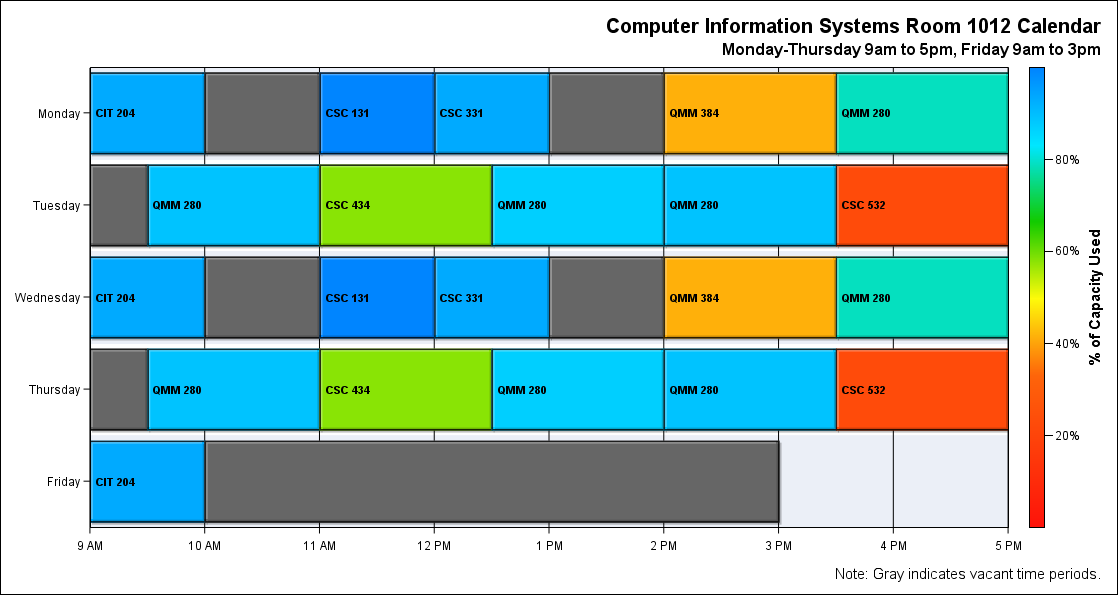 Computer Information Systems Room 1012 Calendar
Monday-Thursday 9am to 5pm, Friday 9am to 3pm
Monday
CIT 204
CSC 131
CSC 331
QMM 384
QMM 280
Tuesday
QMM 280
CSC 434
QMM 280
QMM 280
CSC 532
Wednesday
CIT 204
CSC 131
CSC 331
QMM 384
QMM 280
Thursday
QMM 280
CSC 434
QMM 280
QMM 280
CSC 532
Friday
CIT 204
9 AM
10 AM
11 AM
12 PM
1 PM
2 PM
3 PM
4 PM
5 PM
80%
60%
40%
20%
% of Capacity Used
Note: Gray indicates vacant time periods.